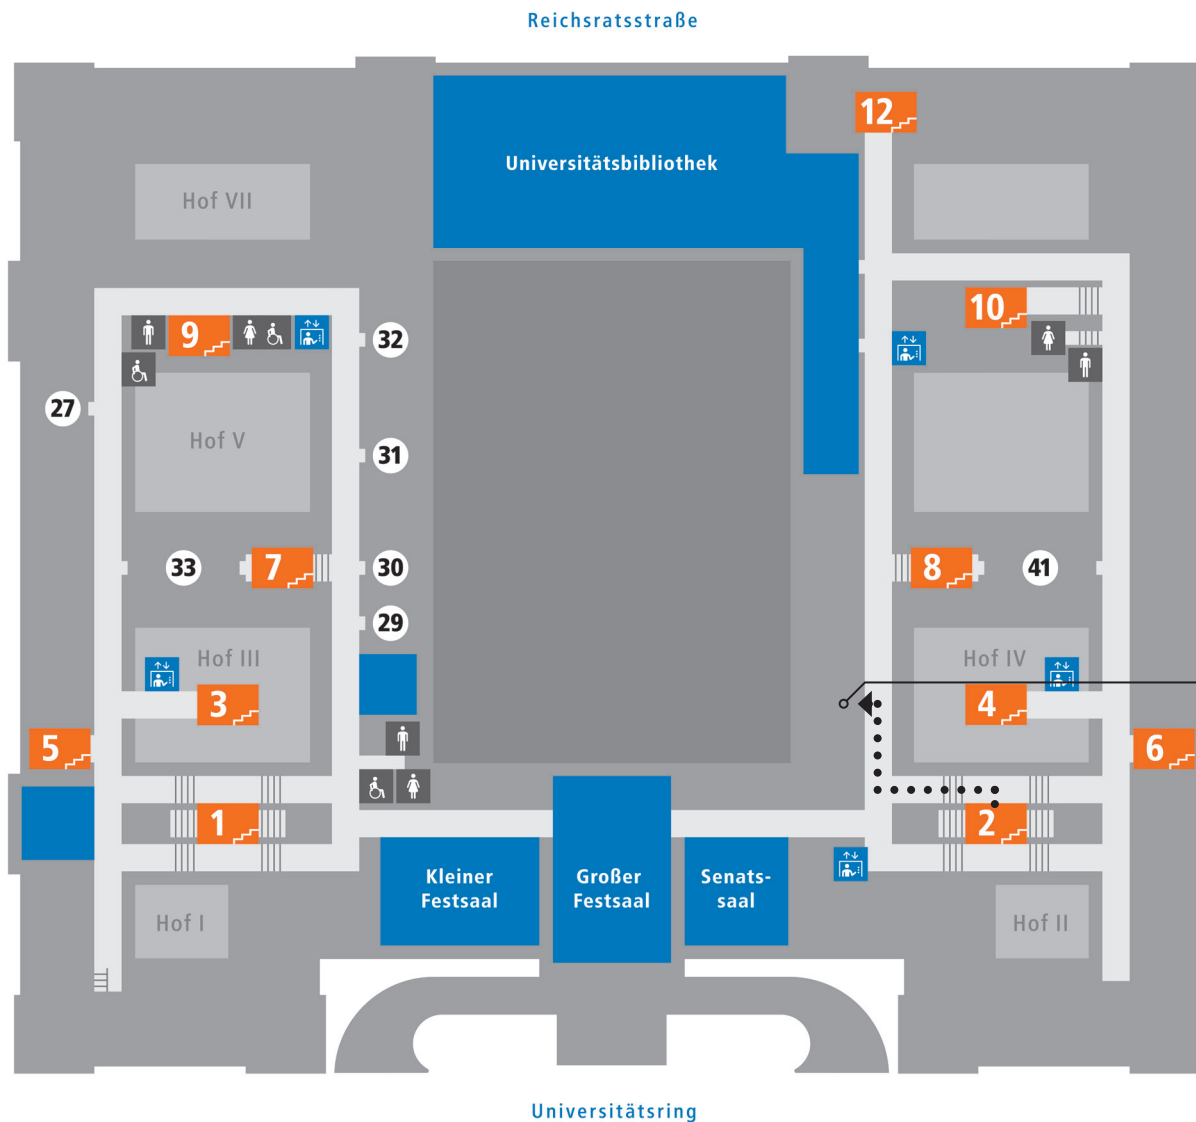 Reichsratsstraße
12
Universitätsbibliothek
Hof VII
10
9
32
27
Hof V
31
33
7
30
8
41
29
Hof III
Hof IV
3
4
5
6
1
2
Kleiner
Festsaal
Großer
Festsaal
Senats-
saal
Hof I
Hof II
Universitätsring